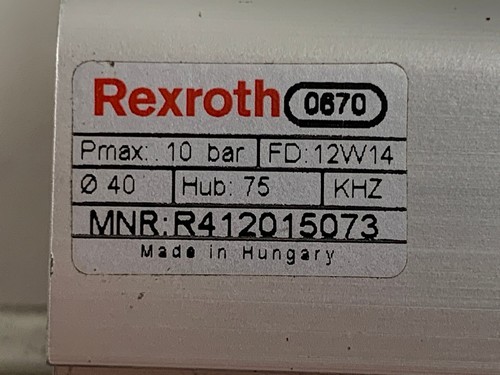 Rexroth 0670
Pmax: 10 bar FD: 12W14
Ø 40 Hub: 75 KHZ
MNR: R412015073
Made in Hungary